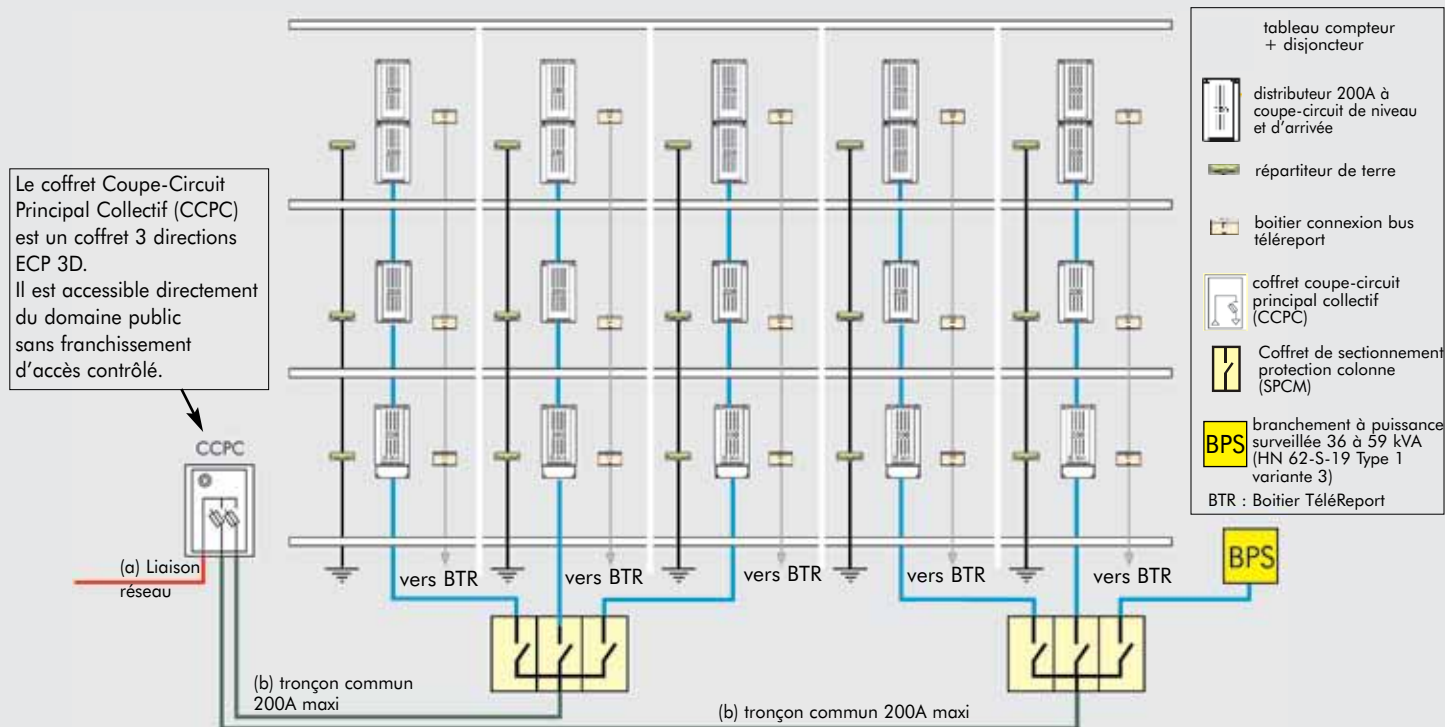 Le coffret Coupe-Circuit
Principal Collectif (CCPC)
est un coffret 3 directions
ECP 3D.
Il est accessible directement
du domaine public
sans franchissement
d'accès contrôlé.
CCPC
(a) Liaison
réseau
vers BTR
vers BTR
vers BTR
vers BTR
vers BTR
BPS
(b) tronçon commun
200A maxi
(b) tronçon commun 200A maxi
tableau compteur
+ disjoncteur
distributeur 200A à
coupe-circuit de niveau
et d'arrivée
répartiteur de terre
boitier connexion bus
téléreport
coffret coupe-circuit
principal collectif
(CCPC)
Coffret de sectionnement
protection colonne
(SPCM)
BPS
branchement à puissance
surveillée 36 à 59 kVA
(HN 62-S-19 Type 1
variante 3)
BTR : Boitier TéléReport